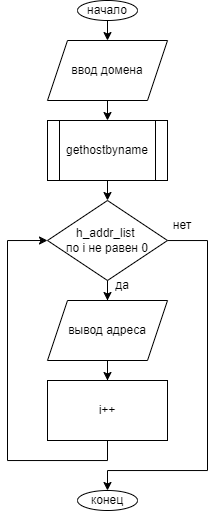 начало
ввод домена
gethostbyname
h_addr_list
по i не равен 0
нет
да
вывод адреса
i++
конец